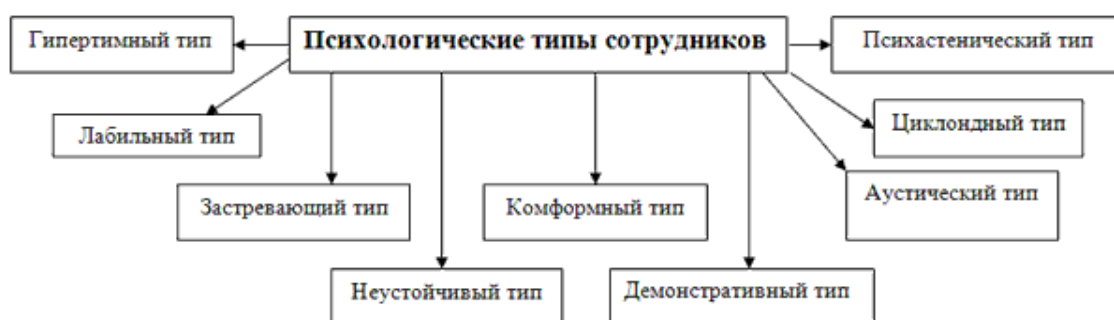 Гипертимный тип
Психологические типы сотрудников
Психастенический тип
Лабильный тип
Циклондный тип
Застревающий тип
Комформный тип
Аустический тип
Неустойчивый тип
Демонстративный тип